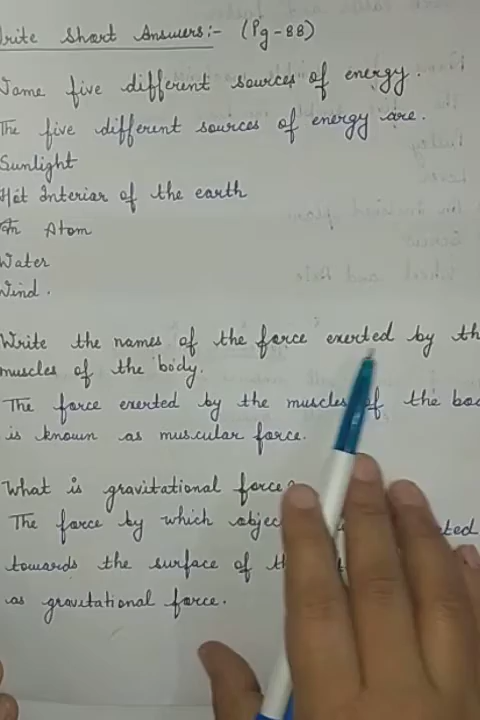 rite Short Answers:- (Pg-88)
Name five different sources of energy.
The five different sources of energy are.
Sunlight
Hot Interior of the earth
An Atom
Water
Wind.
Write the names of the force exerted by th
muscles of the body.
The force exerted by the muscles of the bod
is known as muscular force.
What is gravitational force?
The force by which objec
towards the surface of th
as gravitational force.